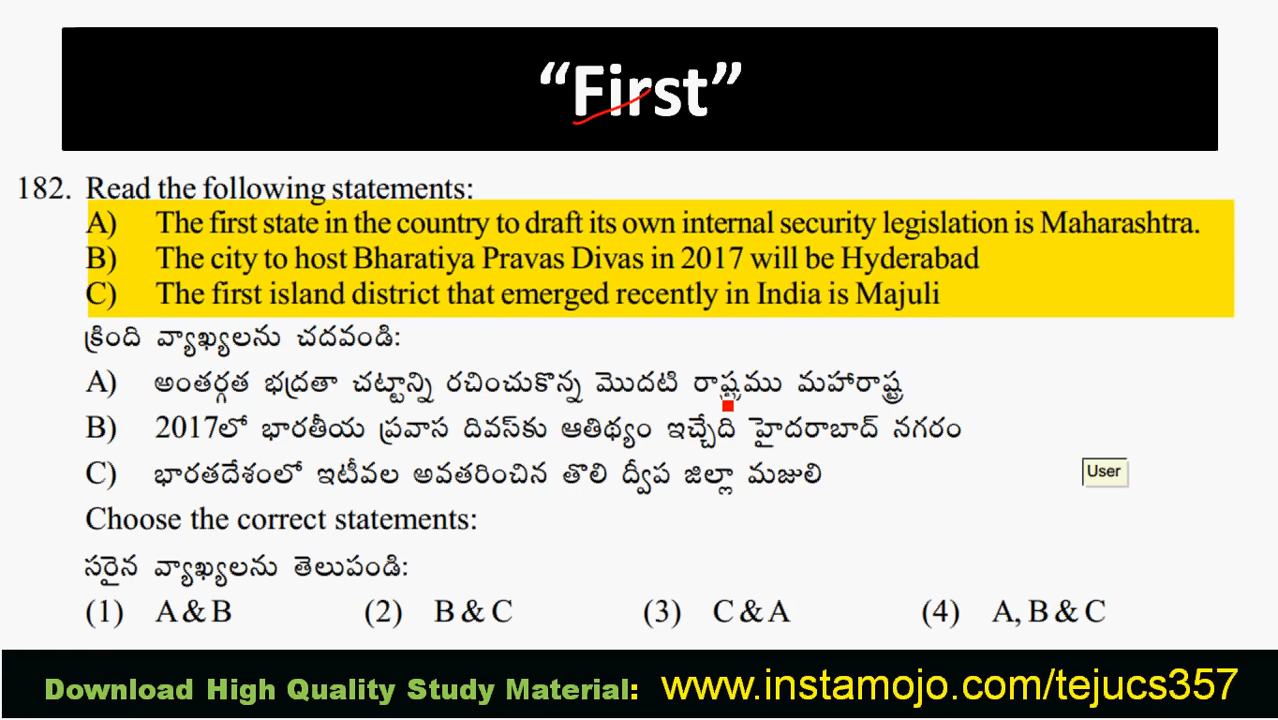 “First”
182. Read the following statements:
A) The first state in the country to draft its own internal security legislation is Maharashtra.
B) The city to host Bharatiya Pravas Divas in 2017 will be Hyderabad
C) The first island district that emerged recently in India is Majuli
క్రింది వ్యాఖ్యలను చదవండి:
A) అంతర్గత భద్రతా చట్టాన్ని రచించుకొన్న మొదటి రాష్ట్రము మహారాష్ట్ర
B) 2017లో భారతీయ ప్రవాస దివస్‌కు ఆతిథ్యం ఇచ్చేది హైదరాబాద్ నగరం
C) భారతదేశంలో ఇటీవల అవతరించిన తొలి ద్వీప జిల్లా మజులి
User
Choose the correct statements:
సరైన వ్యాఖ్యలను తెలుపండి:
(1) A & B (2) B & C (3) C & A (4) A, B & C
Download High Quality Study Material: www.instamojo.com/tejucs357